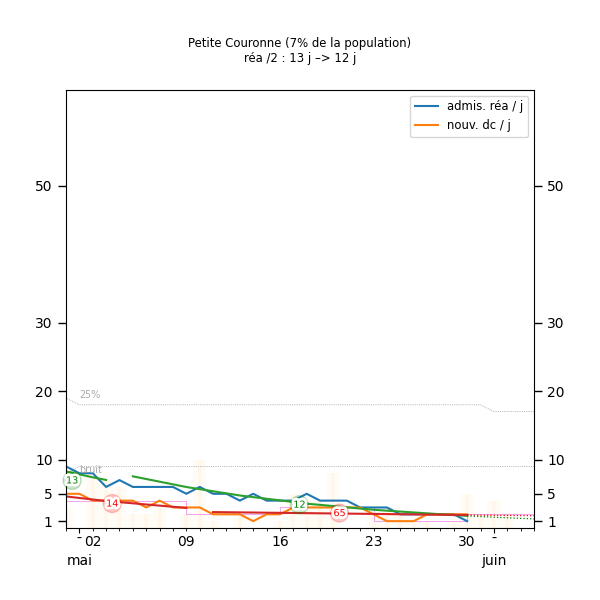 Petite Couronne (7% de la population)
réa /2 : 13 j –> 12 j
admis. réa / j
nouv. dc / j
50 50
30 30
20 20
25%
10 10
bruit
13
5 5
14
12
65
1 1
- 02 09 16 23 30 -
mai juin